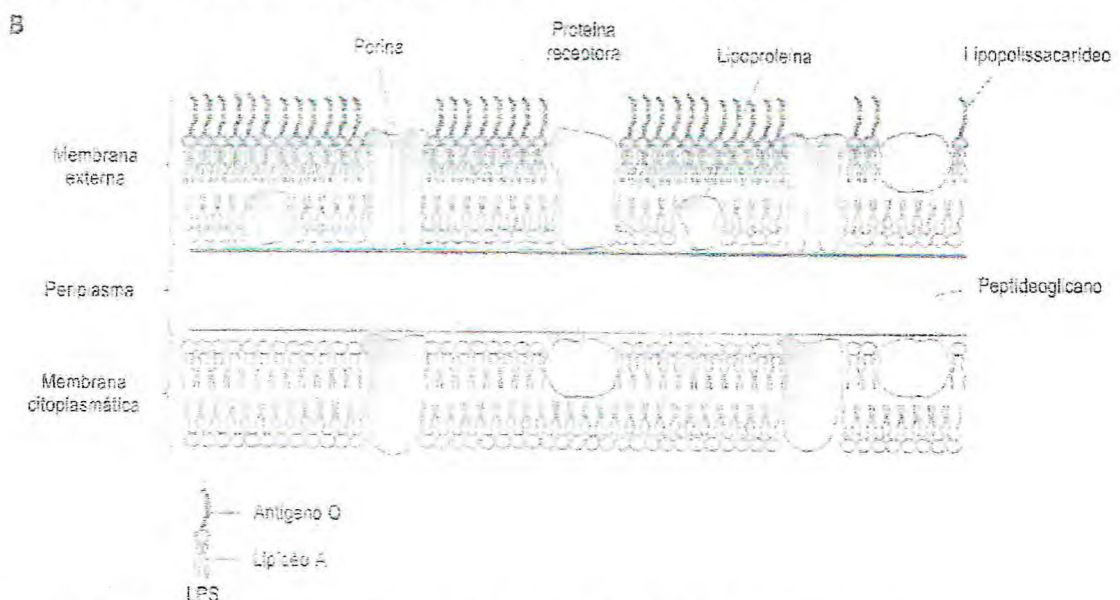 B
Porina
Proteína
receptora
Lipoproteína
Lipopolissacarídeo
Membrana
externa
Periplasma
Peptideoglicano
Membrana
citoplasmática
Antígeno O
Lipídeo A
LPS